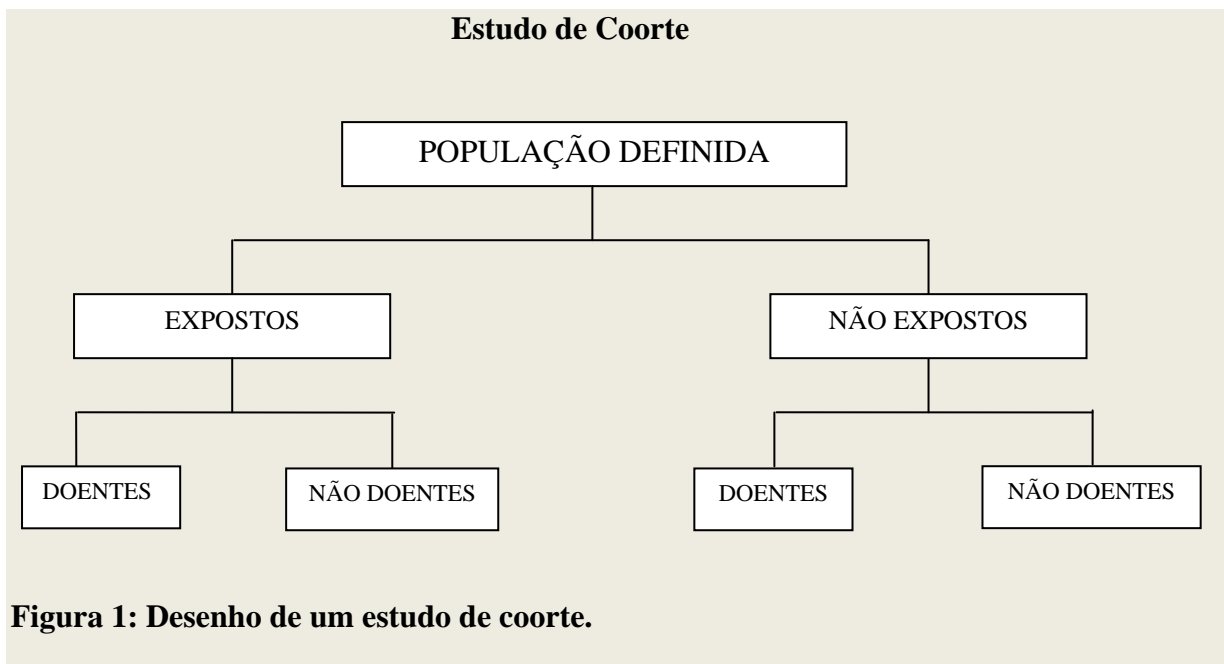 Estudo de Coorte
POPULAÇÃO DEFINIDA
EXPOSTOS
NÃO EXPOSTOS
DOENTES
NÃO DOENTES
DOENTES
NÃO DOENTES
Figura 1: Desenho de um estudo de coorte.